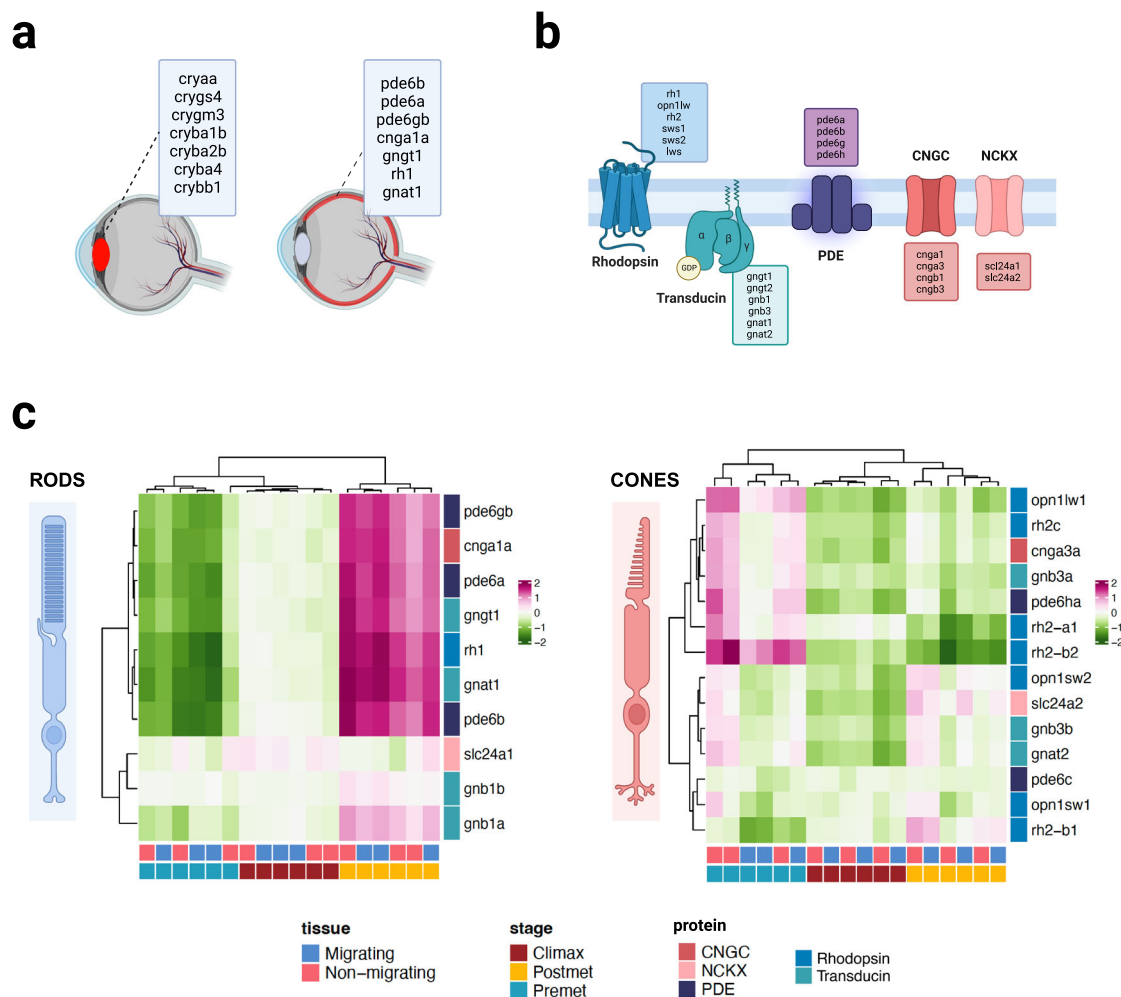 a
cryaa
crygs4
crygm3
cryba1b
cryba2b
cryba4
crybb1
pde6b
pde6a
pde6gb
cnga1a
gngt1
rh1
gnat1
b
rh1
opn1lw
rh2
sws1
sws2
lws
Rhodopsin
α
β
γ
GDP
Transducin
gngt1
gngt2
gnb1
gnb3
gnat1
gnat2
pde6a
pde6b
pde6g
pde6h
PDE
CNGC
cnga1
cnga3
cngb1
cngb3
NCKX
scl24a1
slc24a2
c
RODS
pde6gb
cnga1a
pde6a
gngt1
rh1
gnat1
pde6b
slc24a1
gnb1b
gnb1a
2
1
0
−1
−2
CONES
opn1lw1
rh2c
cnga3a
gnb3a
pde6ha
rh2−a1
rh2−b2
opn1sw2
slc24a2
gnb3b
gnat2
pde6c
opn1sw1
rh2−b1
2
1
0
−1
−2
tissue
Migrating
Non−migrating
stage
Climax
Postmet
Premet
protein
CNGC
NCKX
PDE
Rhodopsin
Transducin